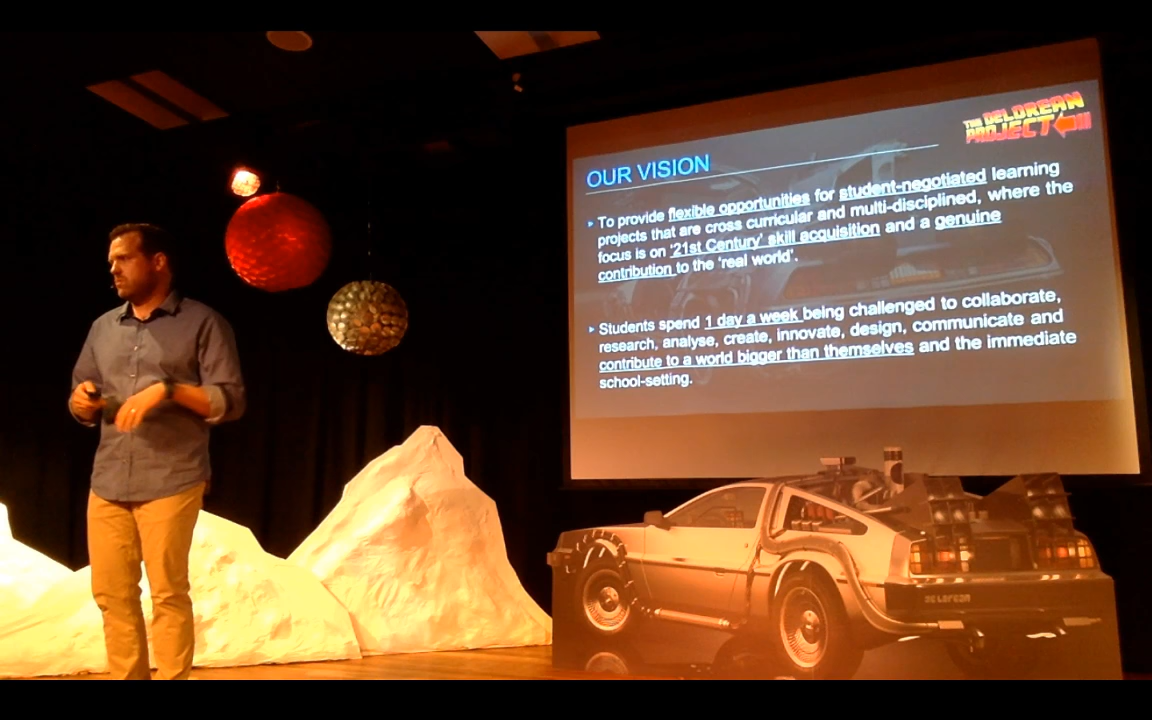 THE DELOREAN
PROJECT
OUR VISION
To provide flexible opportunities for student-negotiated learning
projects that are cross curricular and multi-disciplined, where the
focus is on '21st Century' skill acquisition and a genuine
contribution to the 'real world'.
Students spend 1 day a week being challenged to collaborate,
research, analyse, create, innovate, design, communicate and
contribute to a world bigger than themselves and the immediate
school-setting.
DELOREAN